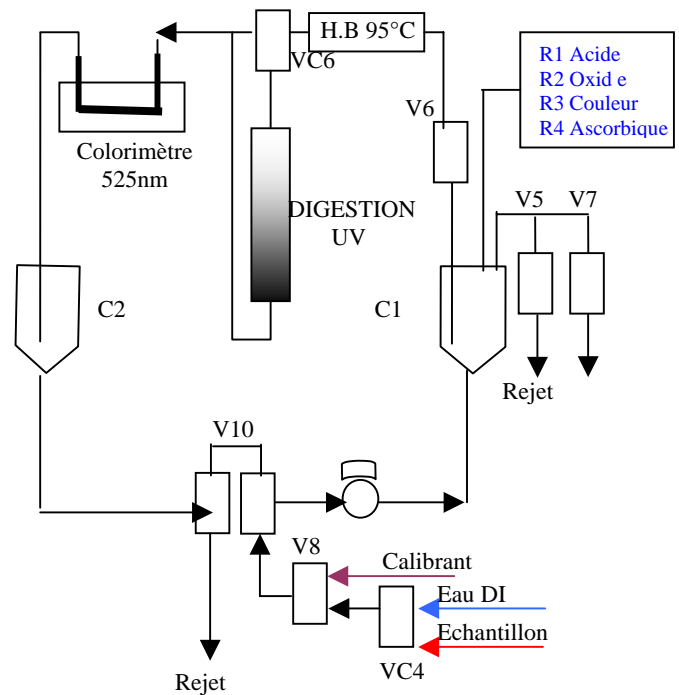 H.B 95°C
VC6
R1 Acide
R2 Oxid e
R3 Couleur
R4 Ascorbique
V6
Colorimètre
525nm
DIGESTION
UV
V5
V7
C2
C1
Rejet
V10
V8
Calibrant
Eau DI
Echantillon
VC4
Rejet